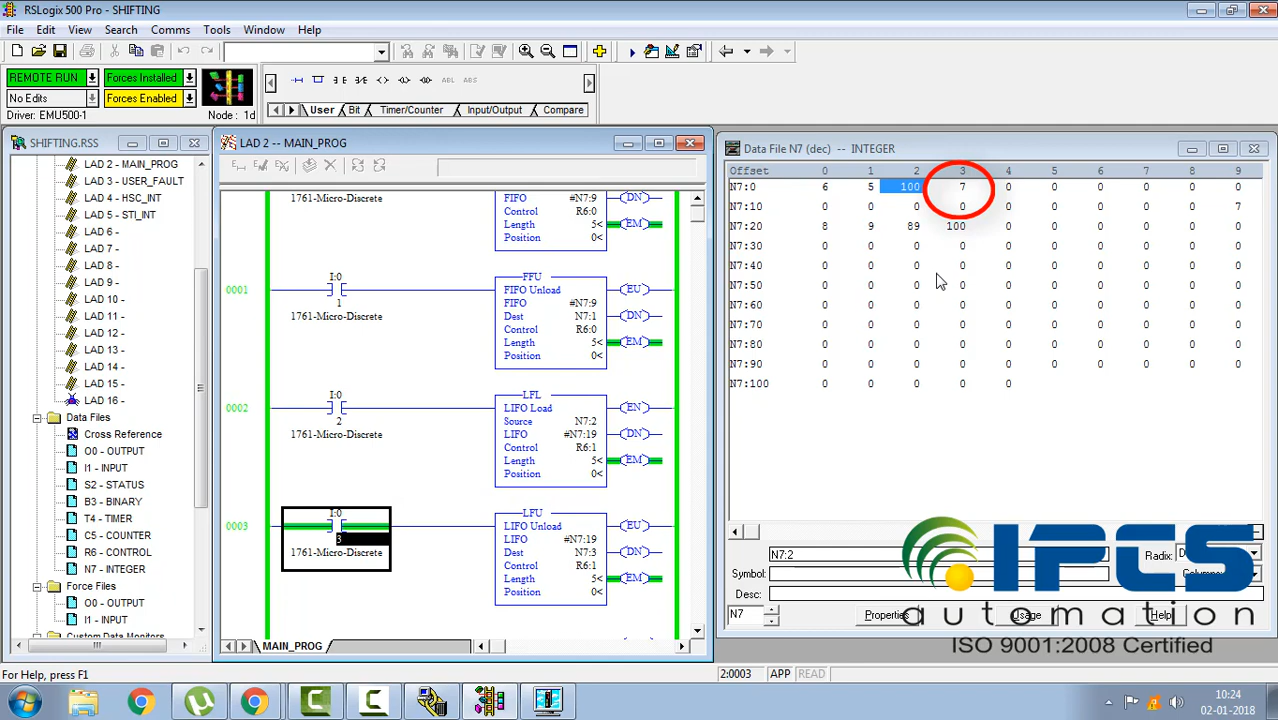 RSLogix 500 Pro - SHIFTING
File Edit View Search Comms Tools Window Help
REMOTE RUN Forces Installed
No Edits Forces Enabled
Driver: EMU500-1 Node : 1d
User Bit Timer/Counter Input/Output Compare
SHIFTING.RSS
LAD 2 - MAIN_PROG
LAD 3 - USER_FAULT
LAD 4 - HSC_INT
LAD 5 - STI_INT
LAD 6 -
LAD 7 -
LAD 8 -
LAD 9 -
LAD 10 -
LAD 11 -
LAD 12 -
LAD 13 -
LAD 14 -
LAD 15 -
LAD 16 -
Data Files
Cross Reference
O0 - OUTPUT
I1 - INPUT
S2 - STATUS
B3 - BINARY
T4 - TIMER
C5 - COUNTER
R6 - CONTROL
N7 - INTEGER
Force Files
O0 - OUTPUT
I1 - INPUT
Custom Data Monitors
LAD 2 -- MAIN_PROG
1761-Micro-Discrete
FIFO #N7:9 DN
Control R6:0
Length 5< EM
Position 0<
0001
I:0
1
1761-Micro-Discrete
FFU
FIFO Unload EU
FIFO #N7:9
Dest N7:1 DN
Control R6:0
Length 5< EM
Position 0<
0002
I:0
2
1761-Micro-Discrete
LFL
LIFO Load EN
Source N7:2
LIFO #N7:19 DN
Control R6:1
Length 5< EM
Position 0<
0003
I:0
3
1761-Micro-Discrete
LFU
LIFO Unload EU
LIFO #N7:19
Dest N7:3 DN
Control R6:1
Length 5< EM
Position 0<
MAIN_PROG
Data File N7 (dec) -- INTEGER
Offset 0 1 2 3 4 5 6 7 8 9
N7:0 6 5 100 7 0 0 0 0 0 0
N7:10 0 0 0 0 0 0 0 0 0 7
N7:20 8 9 89 100 0 0 0 0 0 0
N7:30 0 0 0 0 0 0 0 0 0 0
N7:40 0 0 0 0 0 0 0 0 0 0
N7:50 0 0 0 0 0 0 0 0 0 0
N7:60 0 0 0 0 0 0 0 0 0 0
N7:70 0 0 0 0 0 0 0 0 0 0
N7:80 0 0 0 0 0 0 0 0 0 0
N7:90 0 0 0 0 0 0 0 0 0 0
N7:100 0 0 0 0 0
N7:2 Radix:
Symbol:
Desc:
N7 Properties Usage Help
IPCS
automation
ISO 9001:2008 Certified
For Help, press F1
2:0003 APP READ
10:24
02-01-2018